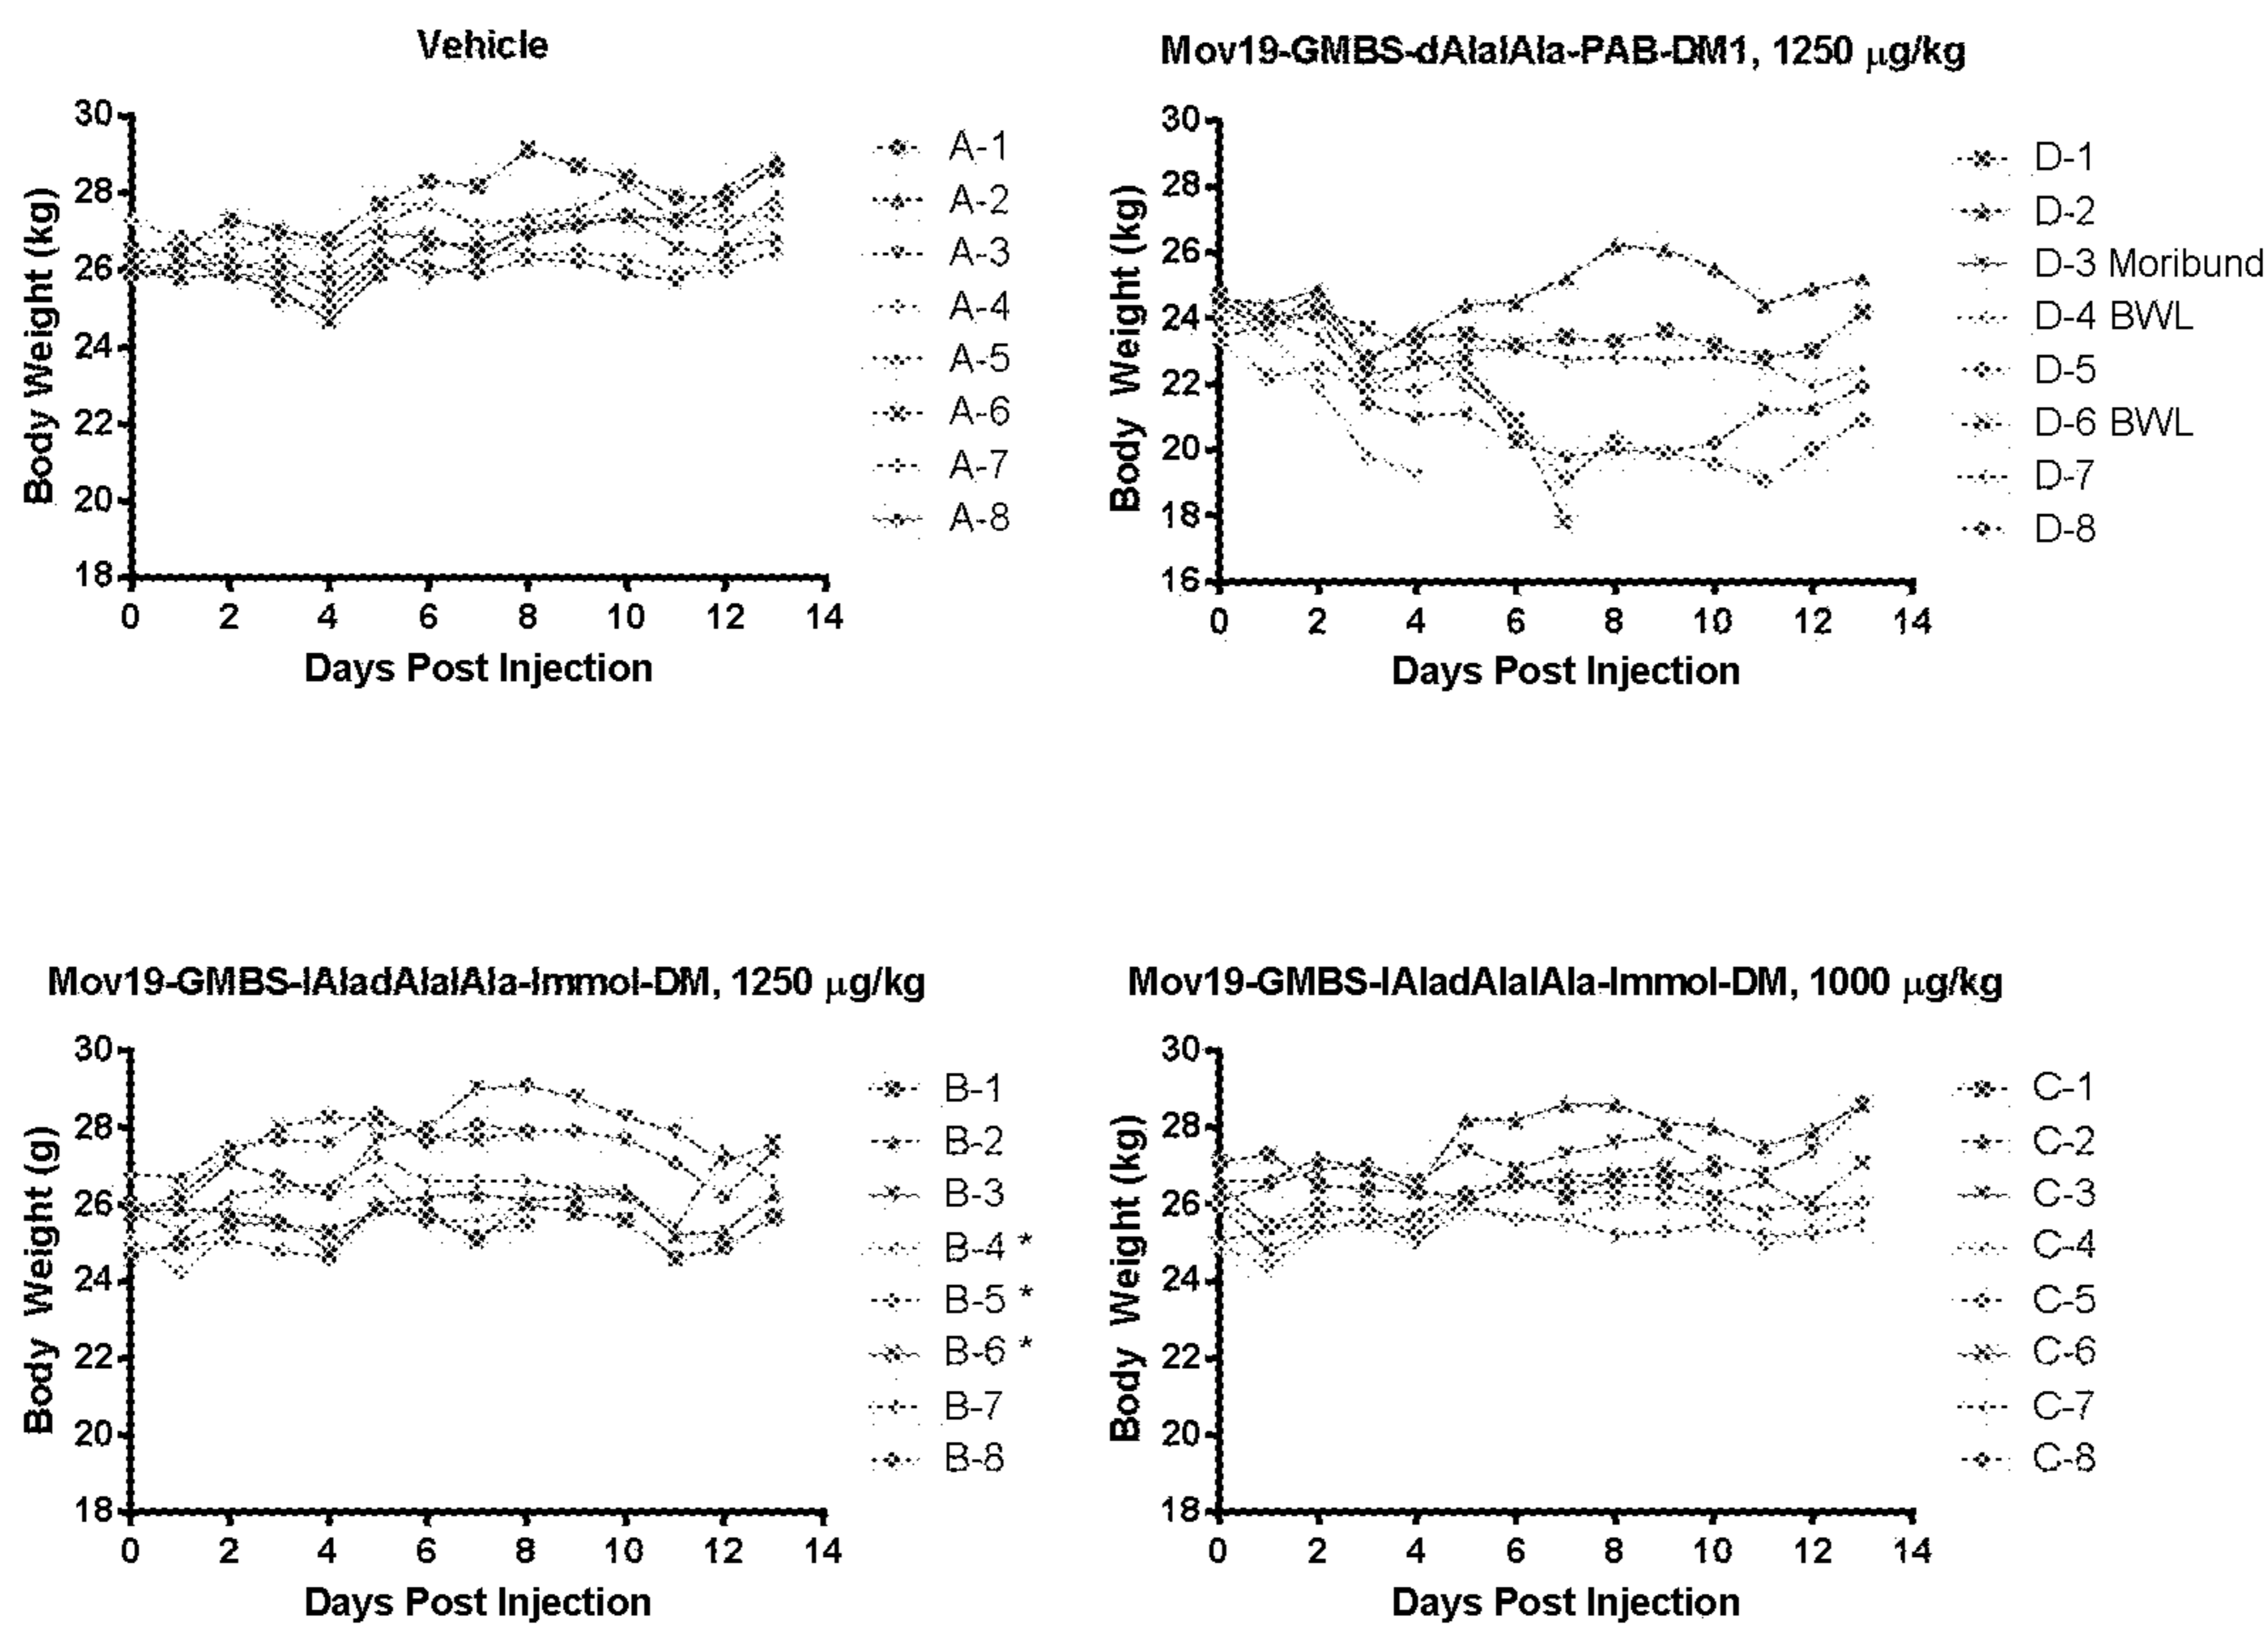 Vehicle
Body Weight (kg)
30
28
26
24
22
20
18
0 2 4 6 8 10 12 14
Days Post Injection
A-1
A-2
A-3
A-4
A-5
A-6
A-7
A-8
Mov19-GMBS-dAlalAla-PAB-DM1, 1250 µg/kg
Body Weight (kg)
30
28
26
24
22
20
18
16
0 2 4 6 8 10 12 14
Days Post Injection
D-1
D-2
D-3 Moribund
D-4 BWL
D-5
D-6 BWL
D-7
D-8
Mov19-GMBS-lAladAlalAla-Immol-DM, 1250 µg/kg
Body Weight (g)
30
28
26
24
22
20
18
0 2 4 6 8 10 12 14
Days Post Injection
B-1
B-2
B-3
B-4 *
B-5 *
B-6 *
B-7
B-8
Mov19-GMBS-lAladAlalAla-Immol-DM, 1000 µg/kg
Body Weight (kg)
30
28
26
24
22
20
18
0 2 4 6 8 10 12 14
Days Post Injection
C-1
C-2
C-3
C-4
C-5
C-6
C-7
C-8